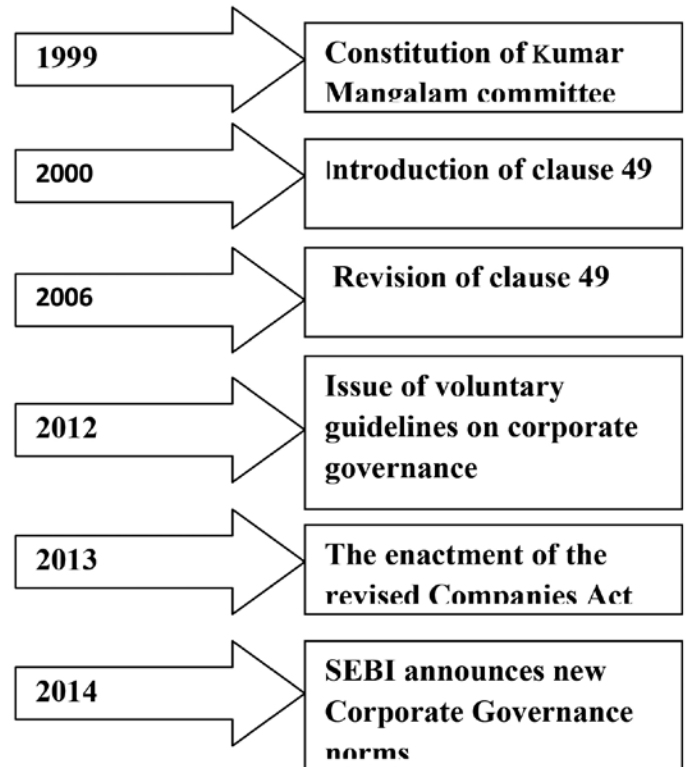 1999
Constitution of Kumar
Mangalam committee
2000
Introduction of clause 49
2006
Revision of clause 49
2012
Issue of voluntary
guidelines on corporate
governance
2013
The enactment of the
revised Companies Act
2014
SEBI announces new
Corporate Governance
norms